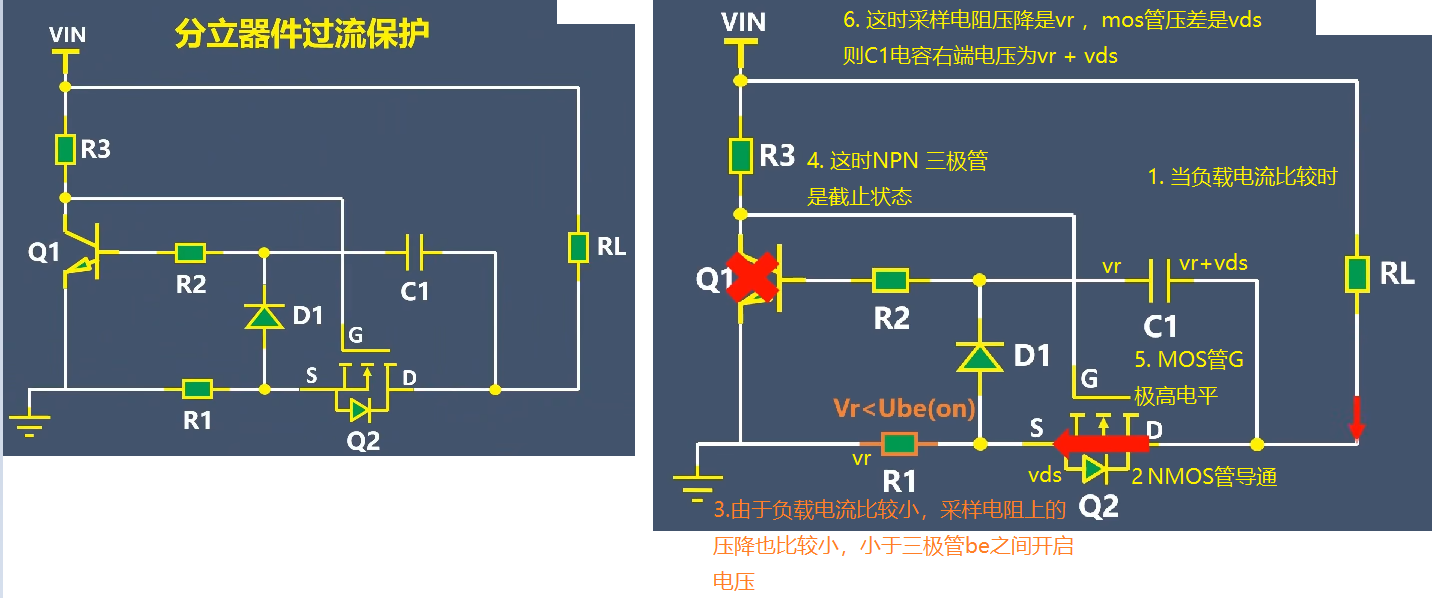 VIN
分立器件过流保护
R3
Q1
R2
C1
RL
D1
G
S
D
R1
Q2
VIN
6. 这时采样电阻压降是vr ，mos管压差是vds
则C1电容右端电压为vr + vds
R3
4. 这时NPN 三极管
是截止状态
1. 当负载电流比较时
Q1
vr
vr+vds
RL
R2
C1
D1
5. MOS管G
极高电平
G
Vr<Ube(on)
S
D
vr
R1
vds
2 NMOS管导通
Q2
3.由于负载电流比较小，采样电阻上的
压降也比较小，小于三极管be之间开启
电压